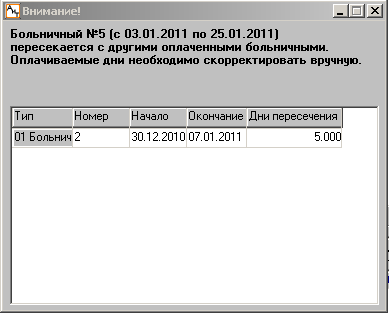 Внимание!
Больничный №5 (с 03.01.2011 по 25.01.2011)
пересекается с другими оплаченными больничными.
Оплачиваемые дни необходимо скорректировать вручную.
Тип Номер Начало Окончание Дни пересечения
01 Больнич 2 30.12.2010 07.01.2011 5.000